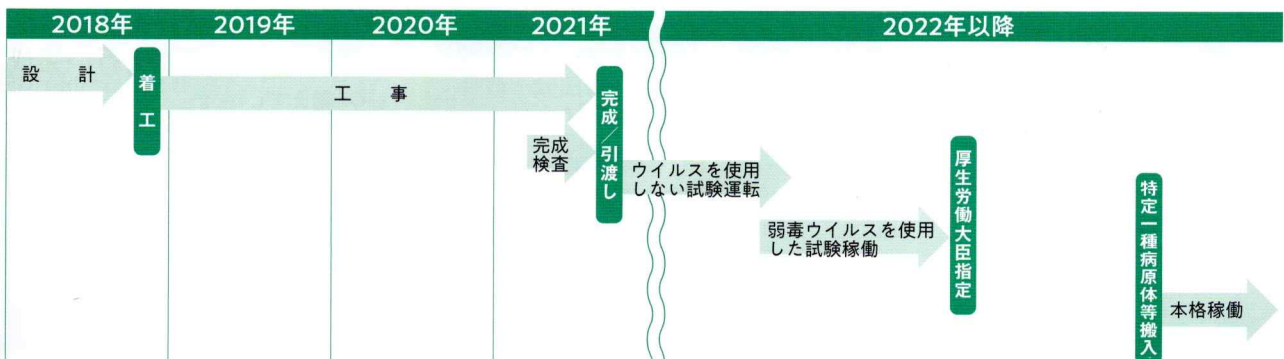 2018年
2019年
2020年
2021年
2022年以降
設　計
着工
工　事
完成
検査
完成／引渡し
ウイルスを使用
しない試験運転
弱毒ウイルスを使用
した試験稼働
厚生労働大臣指定
特定一種病原体等搬入
本格稼働